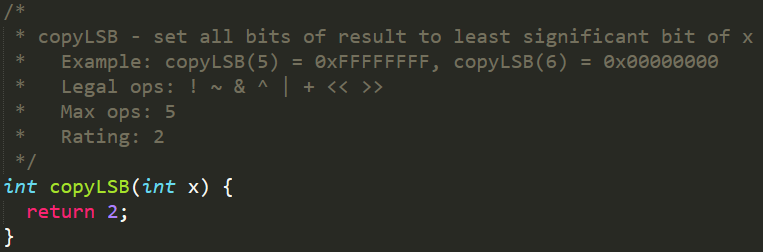 /*
 * copyLSB - set all bits of result to least significant bit of x
 *   Example: copyLSB(5) = 0xFFFFFFFF, copyLSB(6) = 0x00000000
 *   Legal ops: ! ~ & ^ | + << >>
 *   Max ops: 5
 *   Rating: 2
 */
int copyLSB(int x) {
  return 2;
}